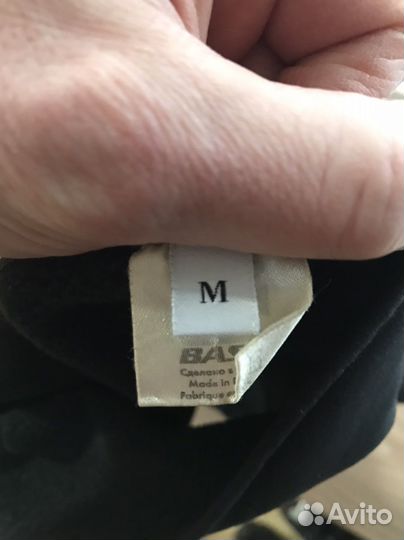 M
BAS
Сделано в
Made in
Fabrique
Avito